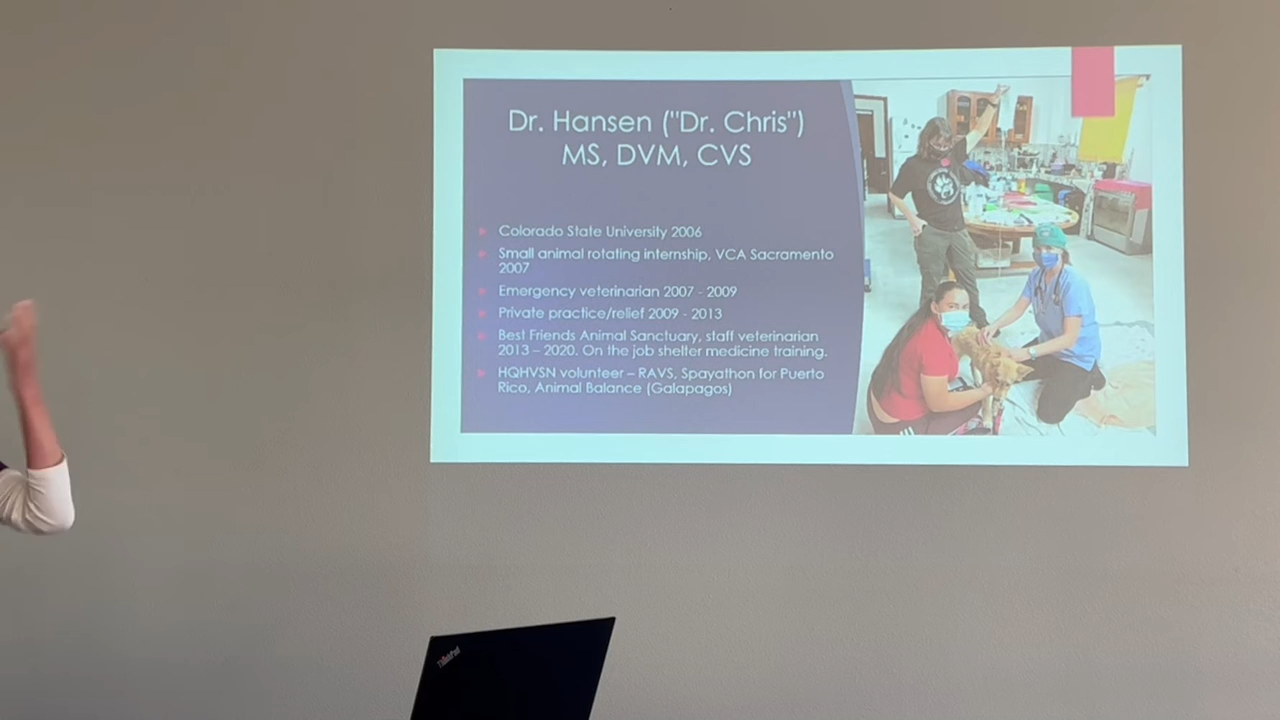 Dr. Hansen ("Dr. Chris")
MS, DVM, CVS
Colorado State University 2006
Small animal rotating internship, VCA Sacramento
2007
Emergency veterinarian 2007 - 2009
Private practice/relief 2009 - 2013
Best Friends Animal Sanctuary, staff veterinarian
2013 – 2020. On the job shelter medicine training.
HQHVSN volunteer – RAVS, Spayathon for Puerto
Rico, Animal Balance (Galapagos)
ThinkPad